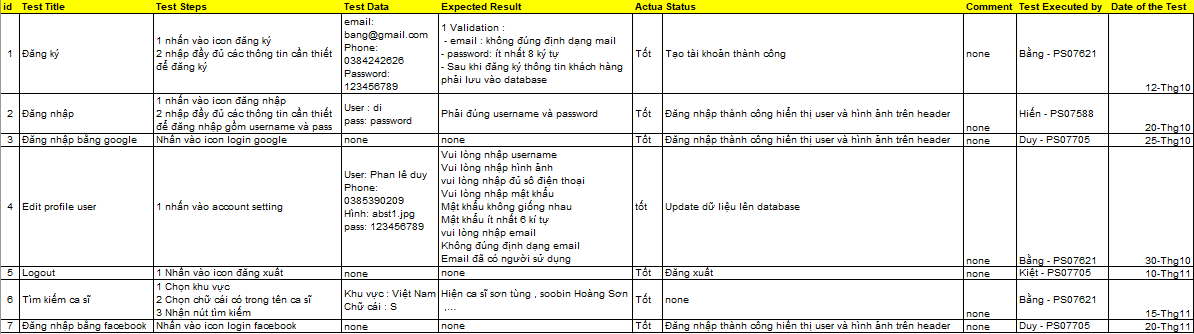 id Test Title Test Steps Test Data Expected Result Actua Status Comment Test Executed by Date of the Test
1 Đăng ký
1 nhấn vào icon đăng ký
2 nhập đầy đủ các thông tin cần thiết
để đăng ký
email:
bang@gmail.com
Phone:
0384242626
Password:
123456789
1 Validation :
- email : không đúng định dạng mail
- password: ít nhất 8 ký tự
- Sau khi đăng ký thông tin khách hàng
phải lưu vào database
Tốt Tạo tài khoản thành công none Bằng - PS07621 12-Thg10
2 Đăng nhập
1 nhấn vào icon đăng nhập
2 nhập đầy đủ các thông tin cần thiết
để đăng nhập gồm username và pass
User : di
pass: password
Phải đúng username và password
Tốt Đăng nhập thành công hiển thị user và hình ảnh trên header none Hiến - PS07588 20-Thg10
3 Đăng nhập bằng google Nhấn vào icon login google none none Tốt Đăng nhập thành công hiển thị user và hình ảnh trên header none Duy - PS07705 25-Thg10
4 Edit profile user
1 nhấn vào account setting
User: Phan lê duy
Phone:
0385390209
Hình: abst1.jpg
pass: 123456789
Vui lòng nhập username
Vui lòng nhập hình ảnh
vui lòng nhập đủ số điện thoại
Vui lòng nhập mật khẩu
Mật khẩu không giống nhau
Mật khẩu ít nhất 6 kí tự
vui lòng nhập email
Không đúng định dạng email
Email đã có người sử dụng
tốt Update dữ liệu lên database none Bằng - PS07621 30-Thg10
5 Logout 1 Nhấn vào icon đăng xuất none none Tốt Đăng xuất none Kiệt - PS07705 10-Thg11
6 Tìm kiếm ca sĩ
1 Chọn khu vực
2 Chọn chữ cái có trong tên ca sĩ
3 Nhấn nút tìm kiếm
Khu vực : Việt Nam
Chữ cái : S
Hiện ca sĩ sơn tùng , soobin Hoàng Sơn
,....
Tốt none none Bằng - PS07621 15-Thg11
7 Đăng nhập bằng facebook Nhấn vào icon login facebook none none Tốt Đăng nhập thành công hiển thị user và hình ảnh trên header none Duy - PS07705 20-Thg11